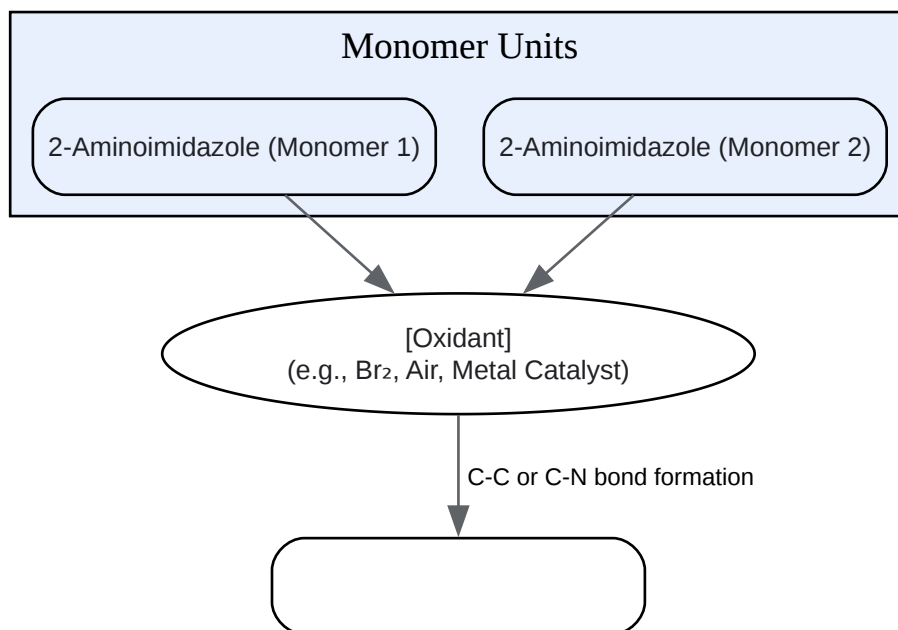 Monomer Units
2-Aminoimidazole (Monomer 1)
2-Aminoimidazole (Monomer 2)
[Oxidant]
(e.g., Br₂, Air, Metal Catalyst)
C-C or C-N bond formation